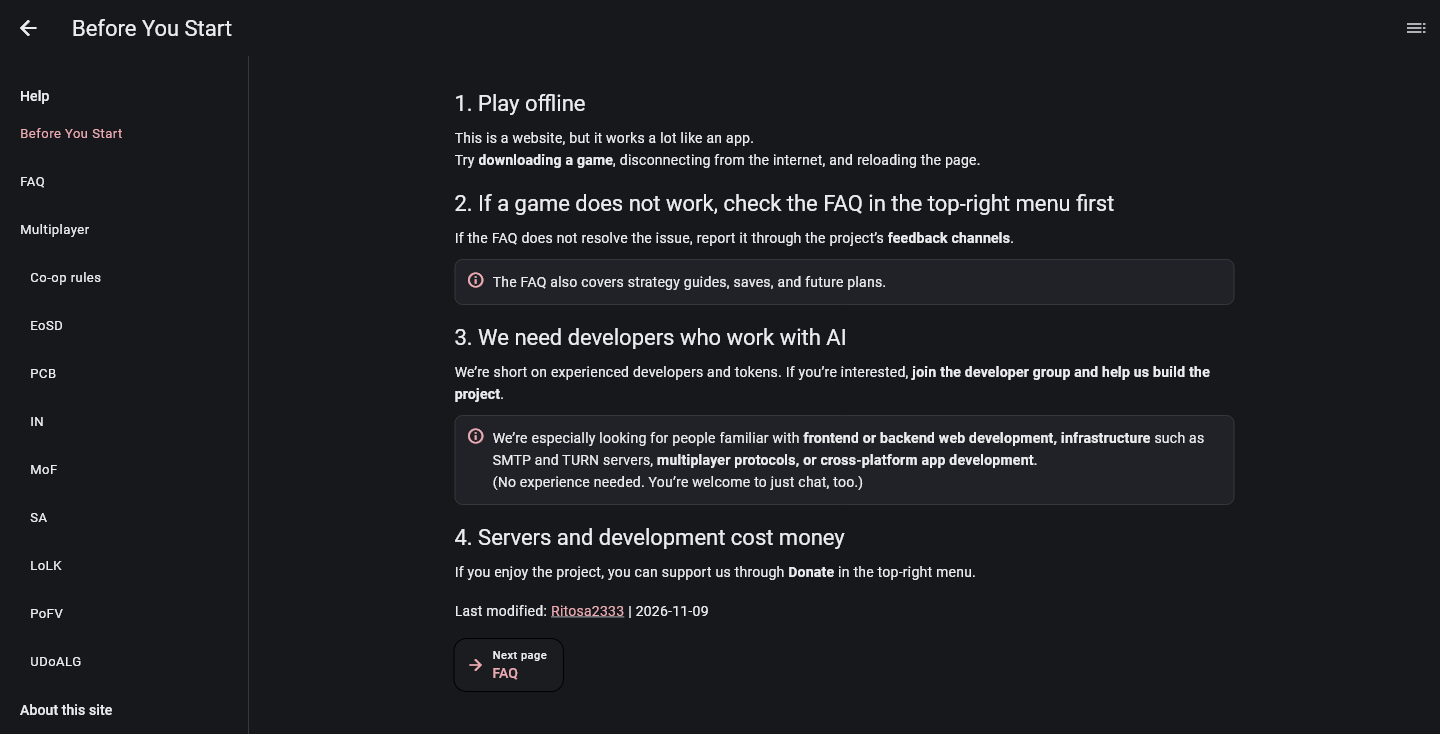 Before You Start
Help
Before You Start
FAQ
Multiplayer
Co-op rules
EoSD
PCB
IN
MoF
SA
LoLK
PoFV
UDoALG
About this site
1. Play offline
This is a website, but it works a lot like an app.
Try downloading a game, disconnecting from the internet, and reloading the page.
2. If a game does not work, check the FAQ in the top-right menu first
If the FAQ does not resolve the issue, report it through the project’s feedback channels.
The FAQ also covers strategy guides, saves, and future plans.
3. We need developers who work with AI
We’re short on experienced developers and tokens. If you’re interested, join the developer group and help us build the
project.
We’re especially looking for people familiar with frontend or backend web development, infrastructure such as
SMTP and TURN servers, multiplayer protocols, or cross-platform app development.
(No experience needed. You’re welcome to just chat, too.)
4. Servers and development cost money
If you enjoy the project, you can support us through Donate in the top-right menu.
Last modified: Ritosa2333 | 2026-11-09
Next page
FAQ